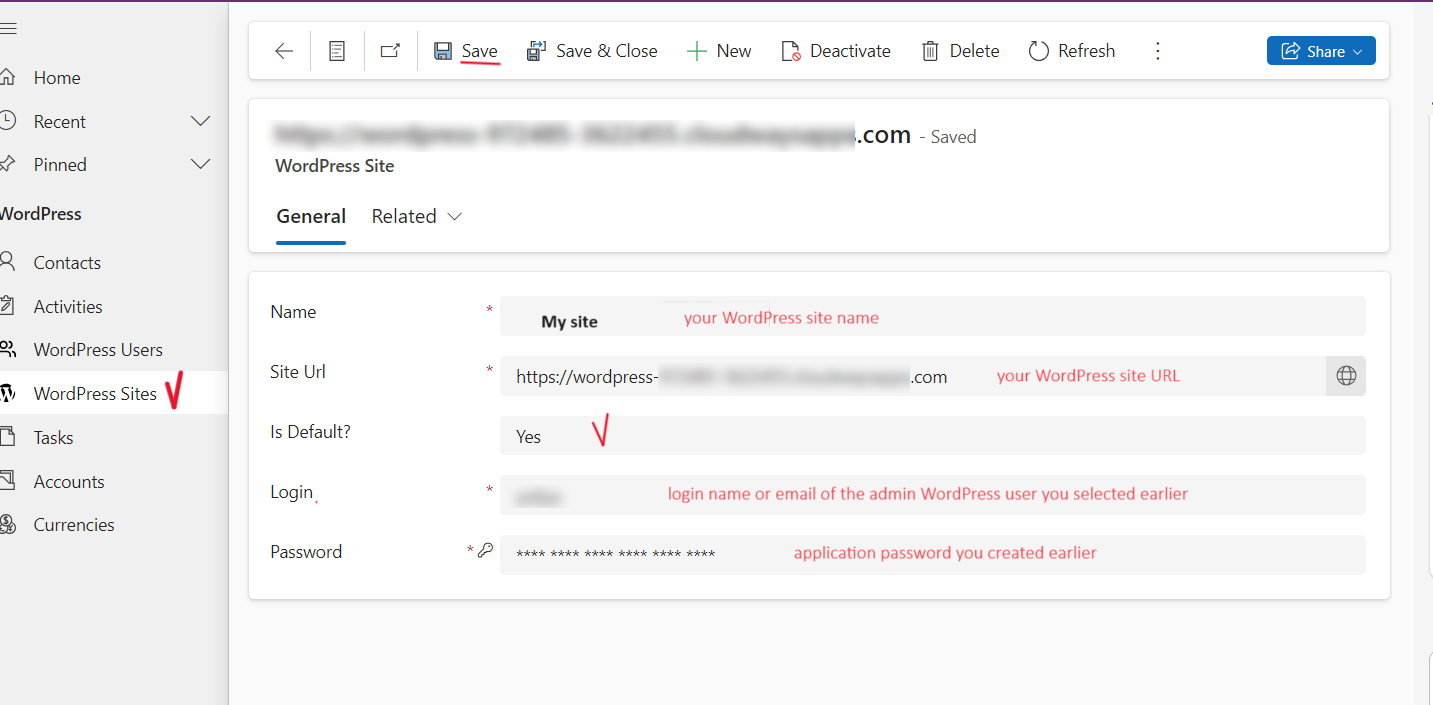 Save
Save & Close
New
Deactivate
Delete
Refresh
Share
Home
Recent
Pinned
WordPress
Contacts
Activities
WordPress Users
WordPress Sites
Tasks
Accounts
Currencies
.com - Saved
WordPress Site
General Related
Name * My site your WordPress site name
Site Url * https://wordpress- .com your WordPress site URL
Is Default? Yes
Login * login name or email of the admin WordPress user you selected earlier
Password * **** **** **** **** **** **** application password you created earlier